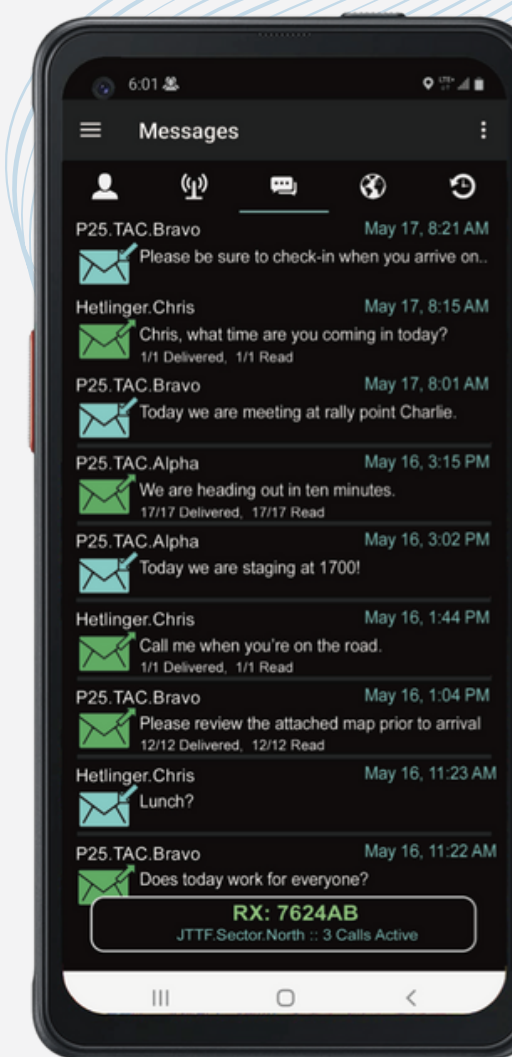 6:01
LTE+
Messages
P25.TAC.Bravo May 17, 8:21 AM
Please be sure to check-in when you arrive on..
Hetlinger.Chris May 17, 8:15 AM
Chris, what time are you coming in today?
1/1 Delivered, 1/1 Read
P25.TAC.Bravo May 17, 8:01 AM
Today we are meeting at rally point Charlie.
P25.TAC.Alpha May 16, 3:15 PM
We are heading out in ten minutes.
17/17 Delivered, 17/17 Read
P25.TAC.Alpha May 16, 3:02 PM
Today we are staging at 1700!
Hetlinger.Chris May 16, 1:44 PM
Call me when you're on the road.
1/1 Delivered, 1/1 Read
P25.TAC.Bravo May 16, 1:04 PM
Please review the attached map prior to arrival
12/12 Delivered, 12/12 Read
Hetlinger.Chris May 16, 11:23 AM
Lunch?
P25.TAC.Bravo May 16, 11:22 AM
Does today work for everyone?
RX: 7624AB
JTTF.Sector.North :: 3 Calls Active